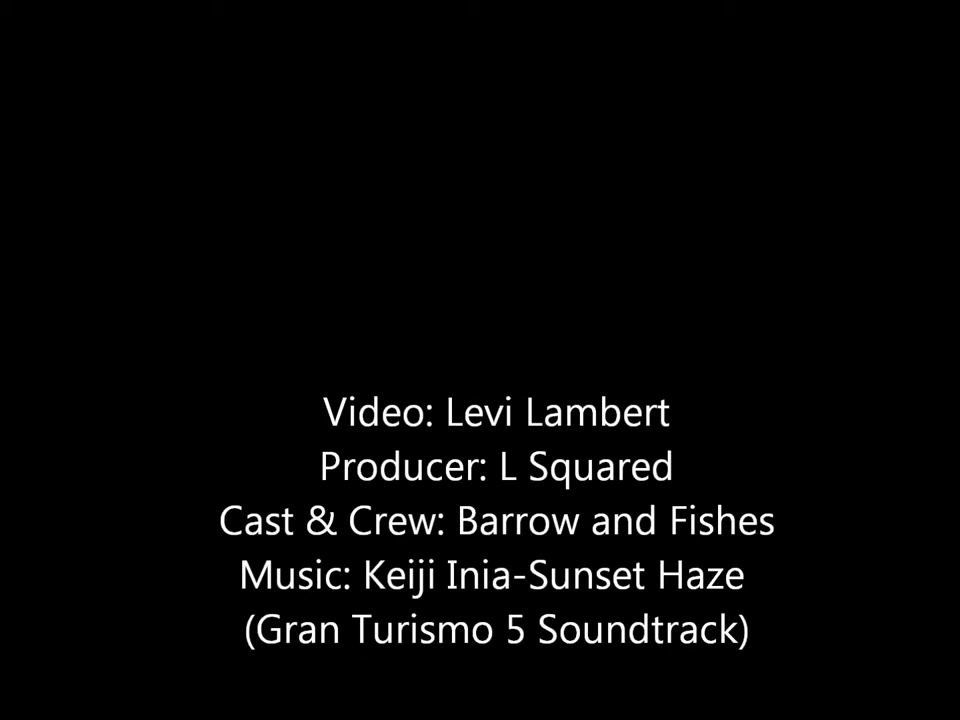 Video: Levi Lambert
Producer: L Squared
Cast & Crew: Barrow and Fishes
Music: Keiji Inia-Sunset Haze
(Gran Turismo 5 Soundtrack)